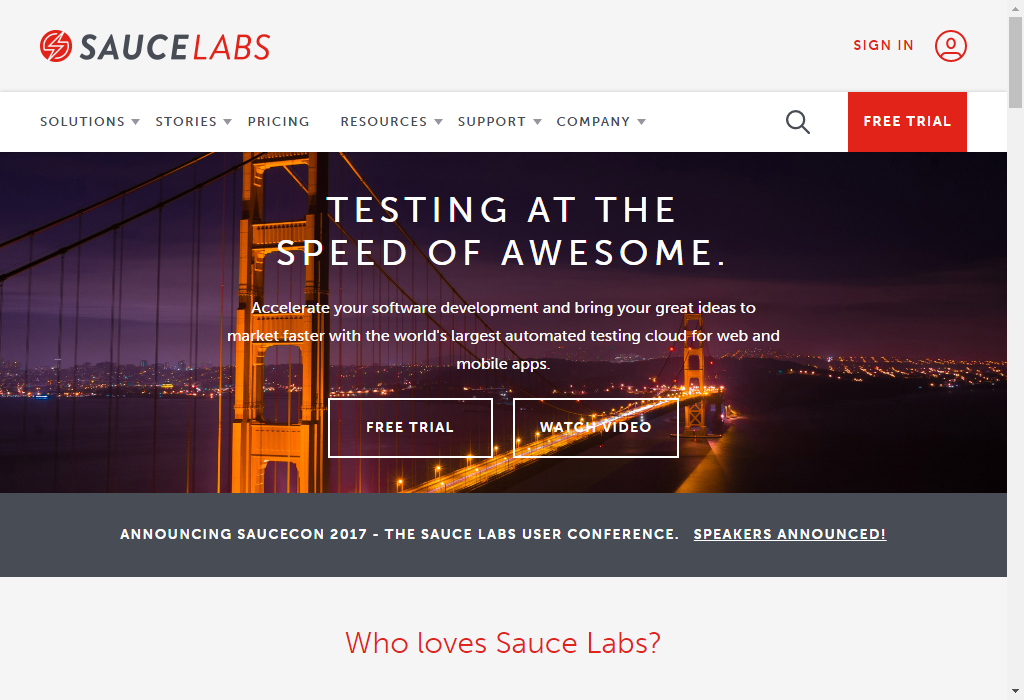 SAUCE LABS
SIGN IN
SOLUTIONS STORIES PRICING RESOURCES SUPPORT COMPANY
FREE TRIAL
TESTING AT THE
SPEED OF AWESOME.
Accelerate your software development and bring your great ideas to
market faster with the world's largest automated testing cloud for web and
mobile apps.
FREE TRIAL
WATCH VIDEO
ANNOUNCING SAUCECON 2017 - THE SAUCE LABS USER CONFERENCE. SPEAKERS ANNOUNCED!
Who loves Sauce Labs?